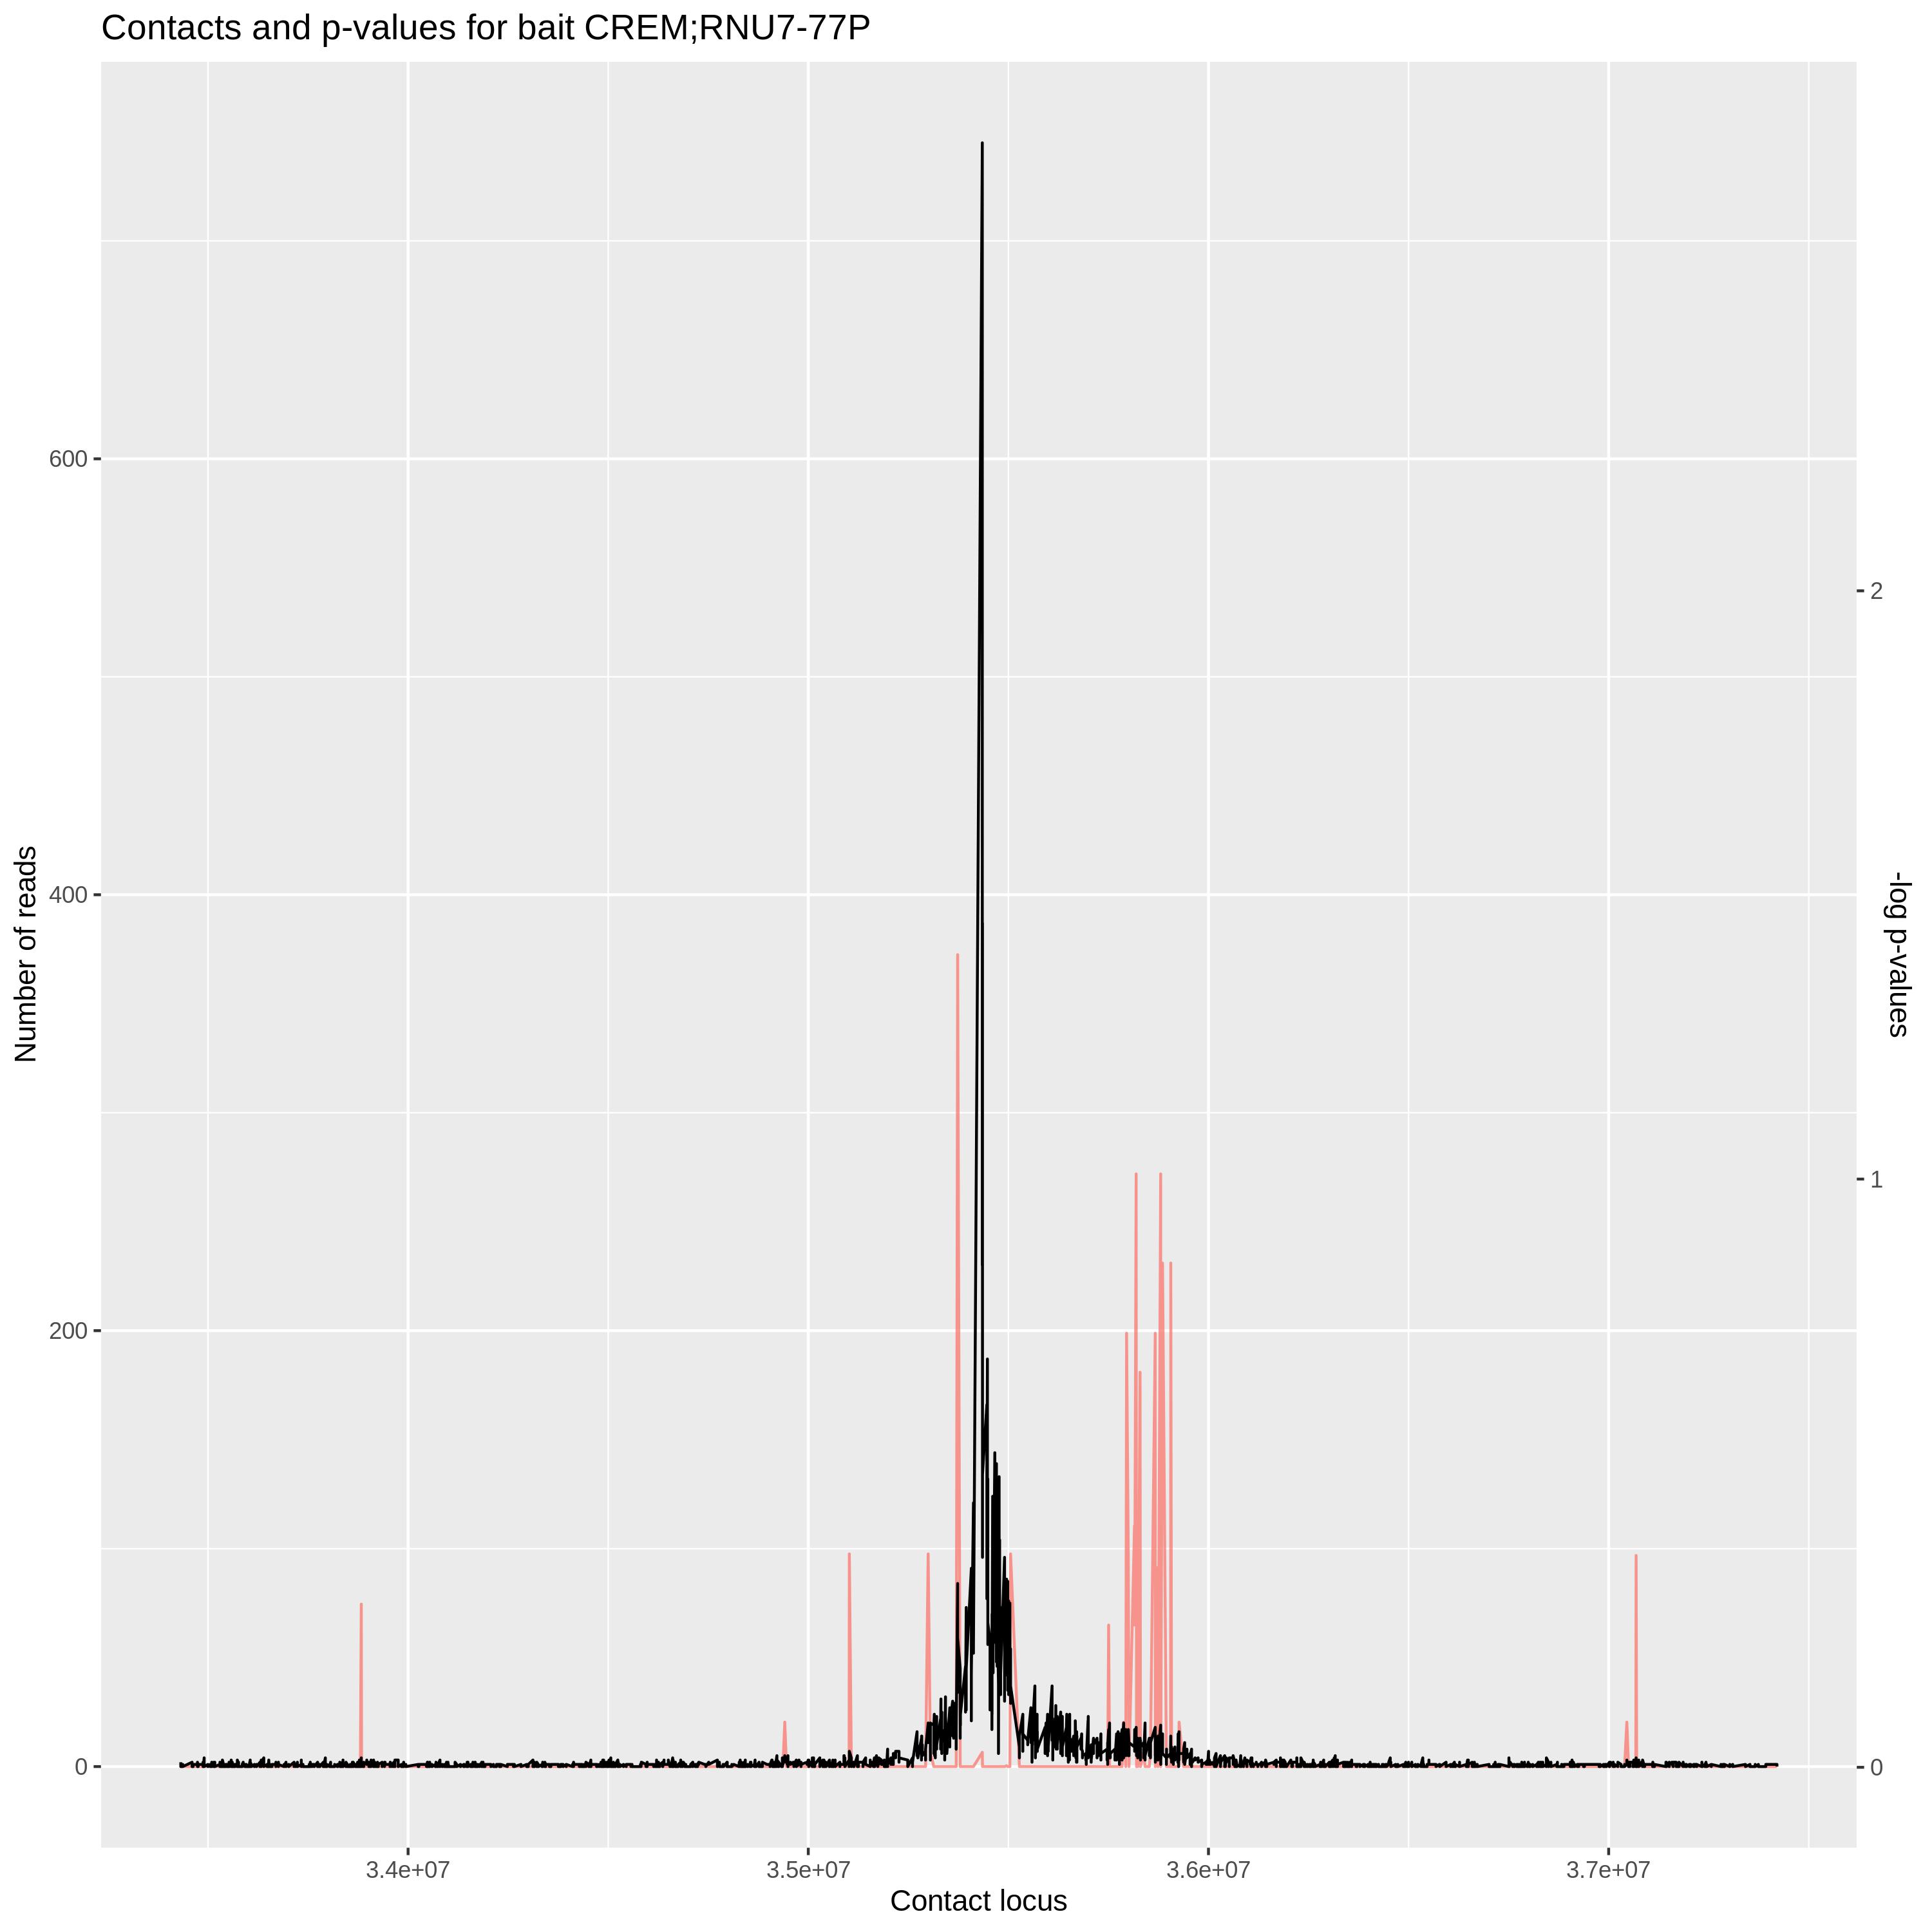 Contacts and p-values for bait CREM;RNU7-77P
Number of reads
600
400
200
0
2
1
0
-log p-values
3.4e+07
3.5e+07
3.6e+07
3.7e+07
Contact locus